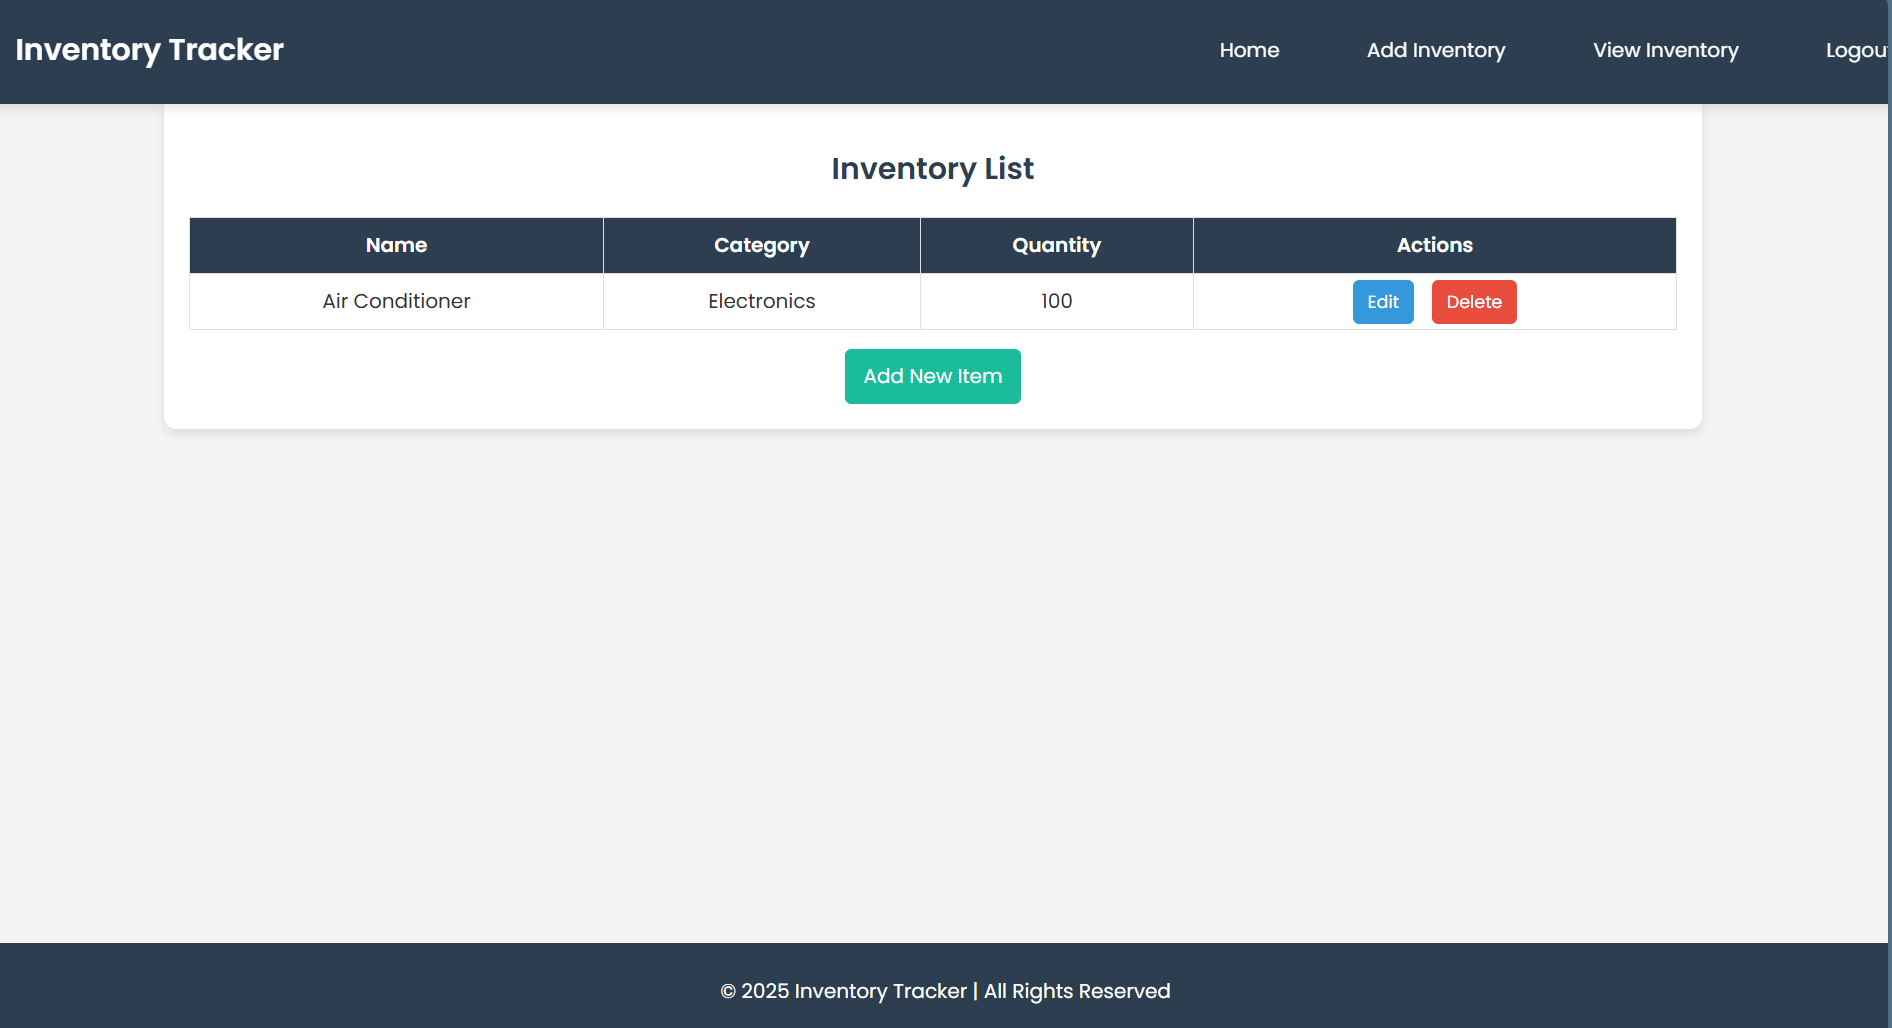 Inventory Tracker
Home Add Inventory View Inventory Logou
Inventory List
Name Category Quantity Actions
Air Conditioner Electronics 100 Edit Delete
Add New Item
© 2025 Inventory Tracker | All Rights Reserved